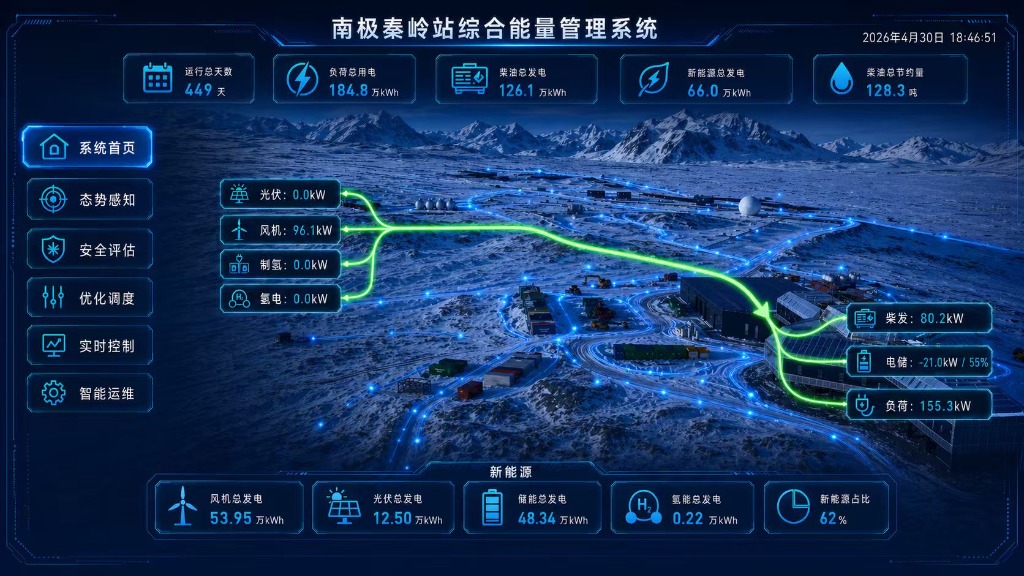 南极秦岭站综合能量管理系统
2026年4月30日 18:46:51
运行总天数
449 天
负荷总用电
184.8 万kWh
柴油总发电
126.1 万kWh
新能源总发电
66.0 万kWh
柴油总节约量
128.3 吨
系统首页
态势感知
安全评估
优化调度
实时控制
智能运维
光伏: 0.0kW
风机: 96.1kW
制氢: 0.0kW
氢电: 0.0kW
柴发: 80.2kW
电储: -21.0kW / 55%
负荷: 155.3kW
新能源
风机总发电
53.95 万kWh
光伏总发电
12.50 万kWh
储能总发电
48.34 万kWh
H₂
氢能总发电
0.22 万kWh
新能源占比
62%